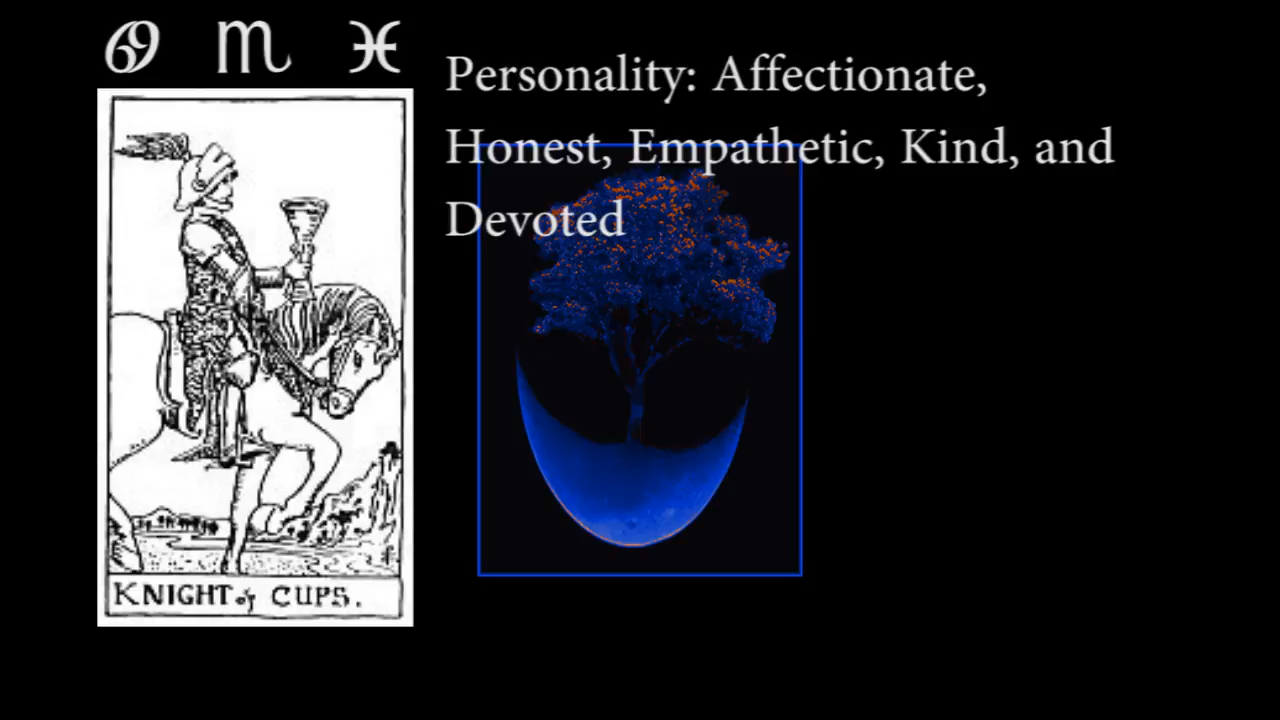 ♋ ♏ ♓
Personality: Affectionate,
Honest, Empathetic, Kind, and
Devoted
KNIGHT of CUPS.